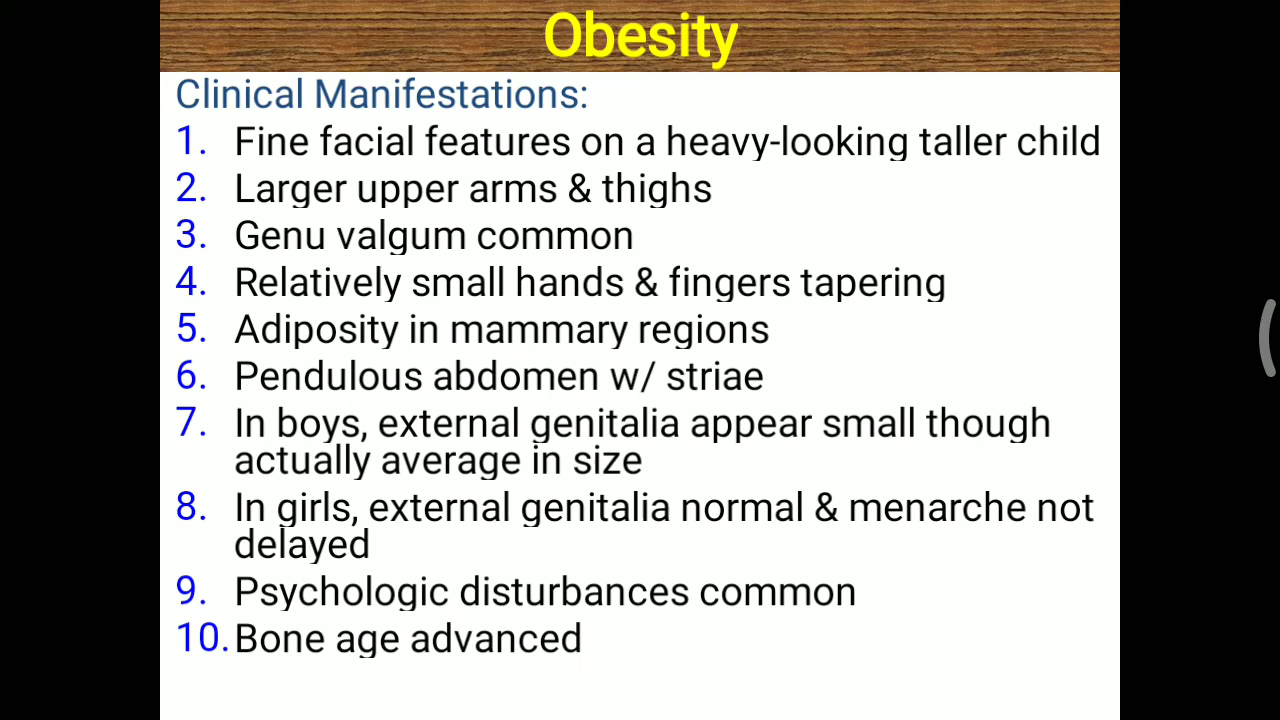 Obesity
Clinical Manifestations:
1. Fine facial features on a heavy-looking taller child
2. Larger upper arms & thighs
3. Genu valgum common
4. Relatively small hands & fingers tapering
5. Adiposity in mammary regions
6. Pendulous abdomen w/ striae
7. In boys, external genitalia appear small though
actually average in size
8. In girls, external genitalia normal & menarche not
delayed
9. Psychologic disturbances common
10. Bone age advanced